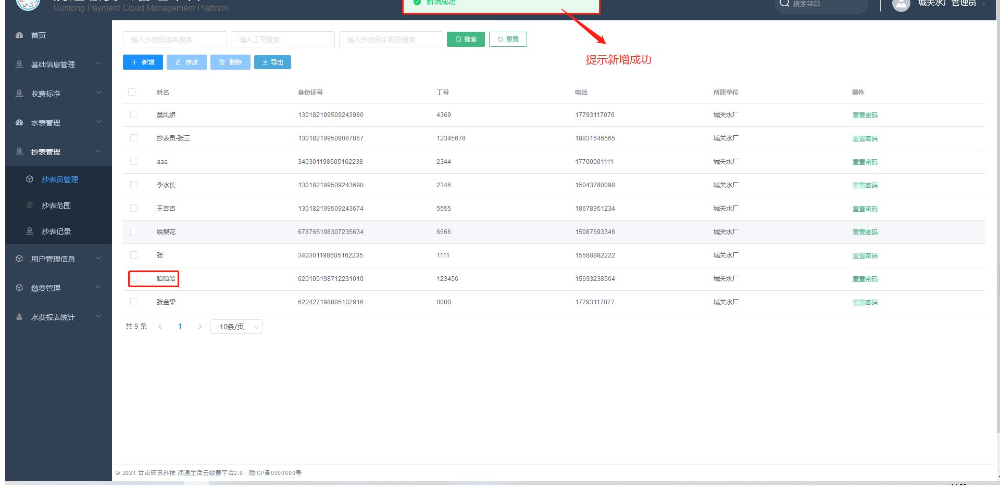 新增成功
Runtong Payment Cloud Management Platform
搜索菜单
城关水厂管理员
首页
基础信息管理
收费标准
水表管理
抄表管理
抄表员管理
抄表范围
抄表记录
用户管理信息
缴费管理
水费报表统计
输入抄表员姓名搜索 输入工号搜索 输入抄表员手机号搜索 搜索 重置
提示新增成功
新增 修改 删除 导出
姓名 身份证号 工号 电话 所属单位 操作
桑凤娇 130182199509243980 4369 17793117076 城关水厂 重置密码
抄表员-张三 130182199509087867 12345678 18831646565 城关水厂 重置密码
aaa 340301198605162238 2344 17700001111 城关水厂 重置密码
李水长 130182199509243690 2346 15043780098 城关水厂 重置密码
王吉吉 130182199509243674 5555 18678951234 城关水厂 重置密码
铁梨花 678765198307235634 6666 15087693346 城关水厂 重置密码
张 340301198605162235 1111 15588882222 城关水厂 重置密码
哈哈哈 620105198712231010 123456 15693238564 城关水厂 重置密码
张金梁 622427198805102916 0000 17793117077 城关水厂 重置密码
共 9 条 1 10条/页
© 2021 甘肃环讯科技 润通生活云缴费平台2.0 - 陇ICP备0000000号